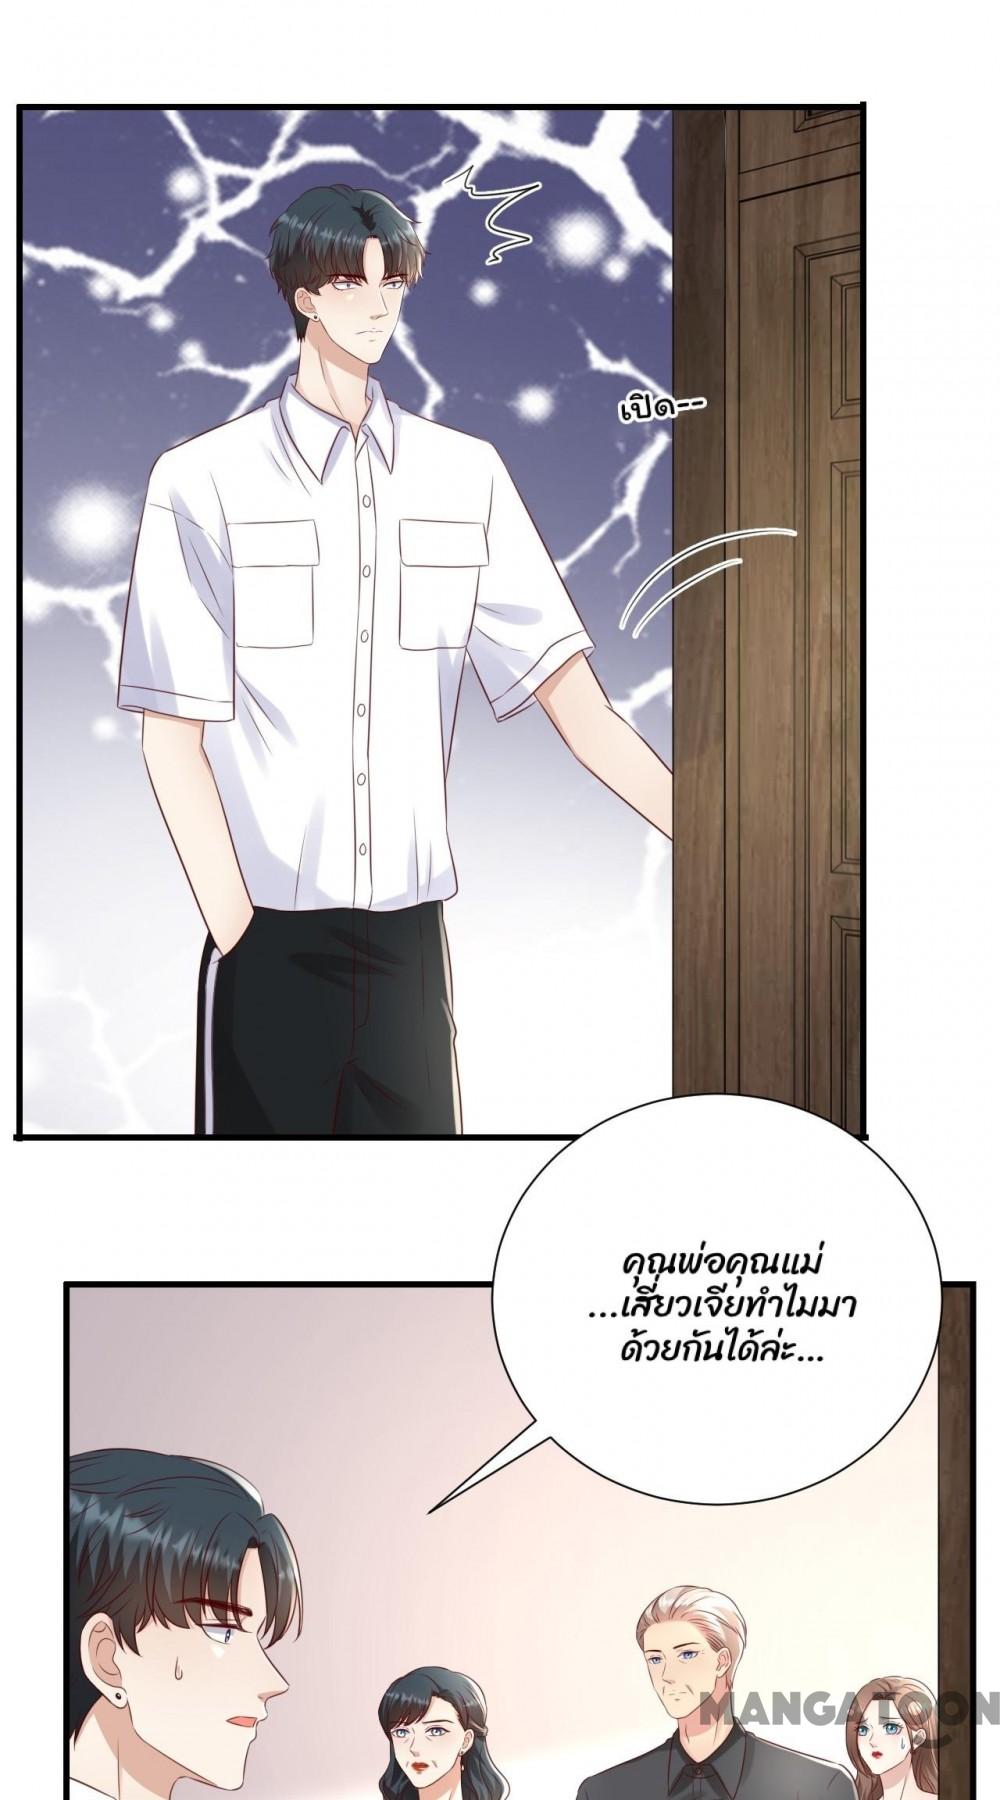 เปิด--
คุณพ่อคุณแม่
...เสี่ยวเจียทำไมมา
ด้วยกันได้ล่ะ...
MANGATOON